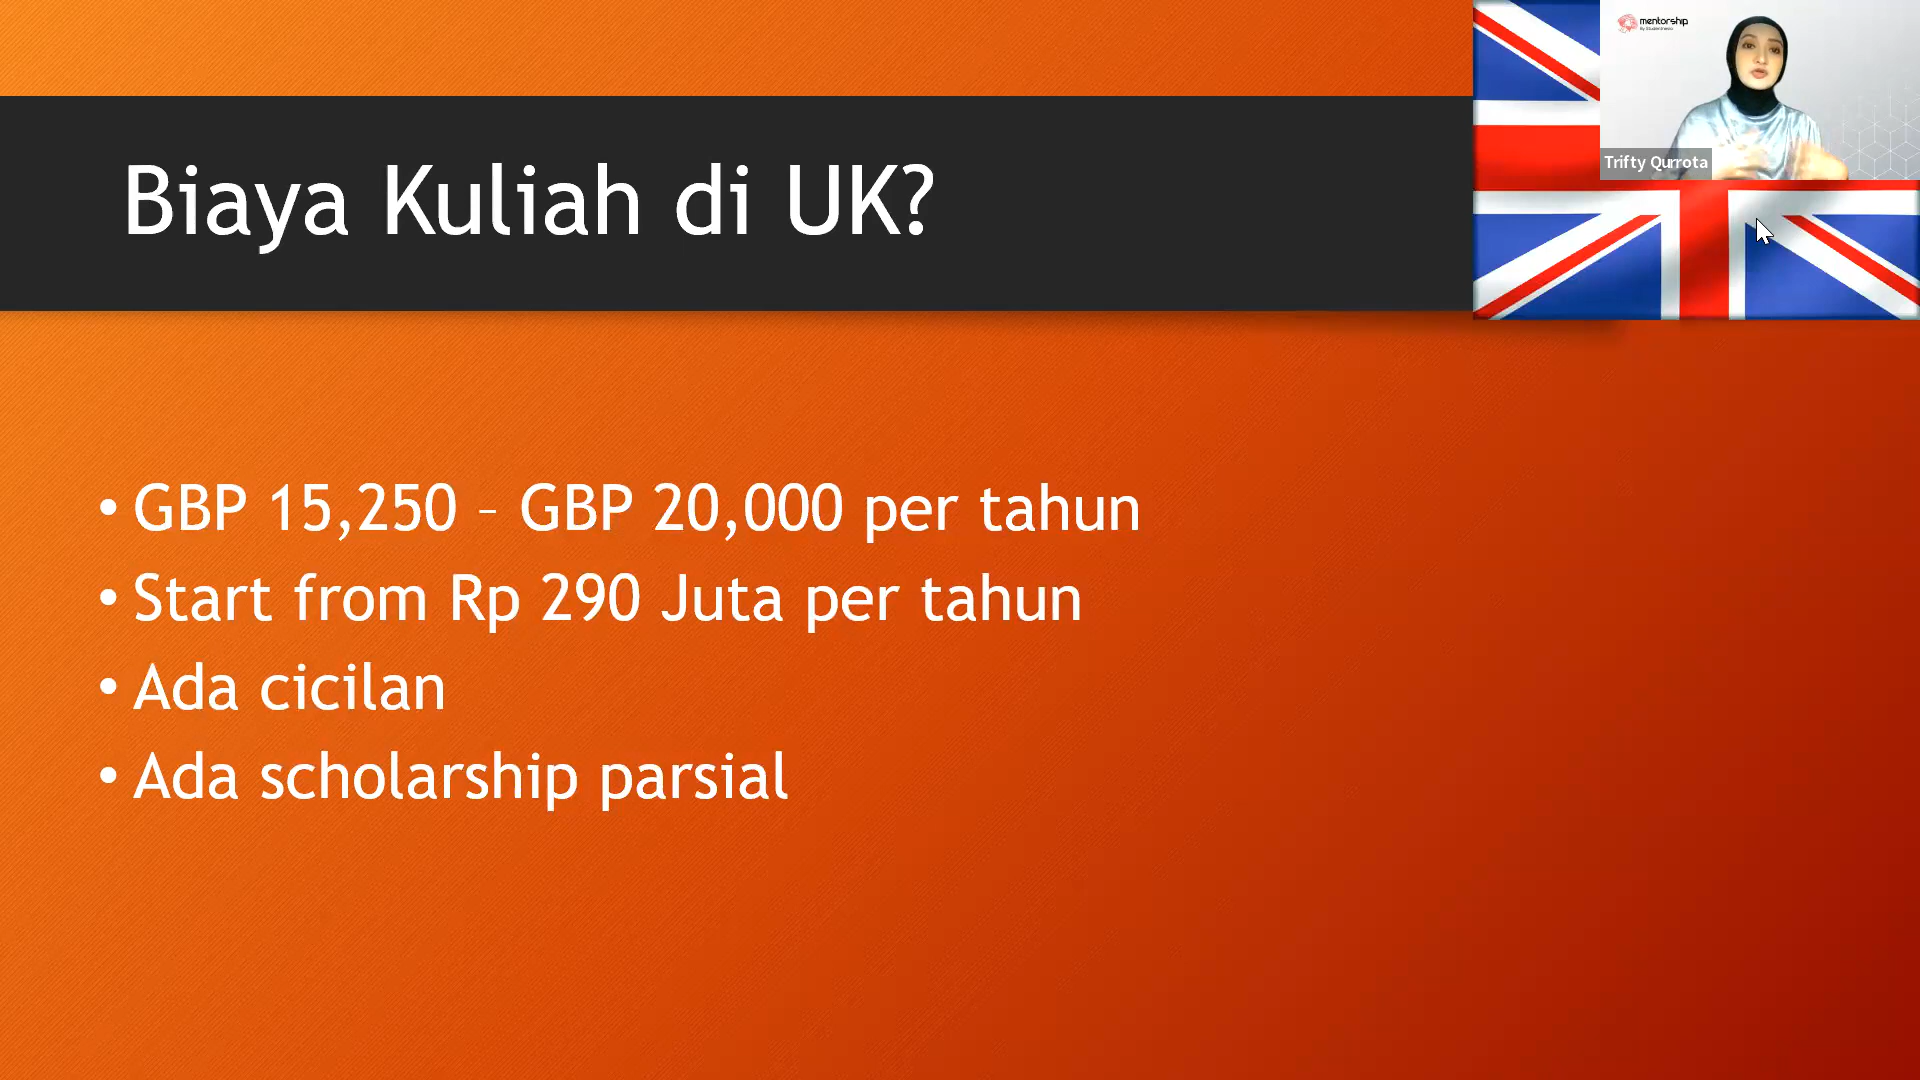 mentorship
Trifty Qurrota
Biaya Kuliah di UK?
• GBP 15,250 – GBP 20,000 per tahun
• Start from Rp 290 Juta per tahun
• Ada cicilan
• Ada scholarship parsial